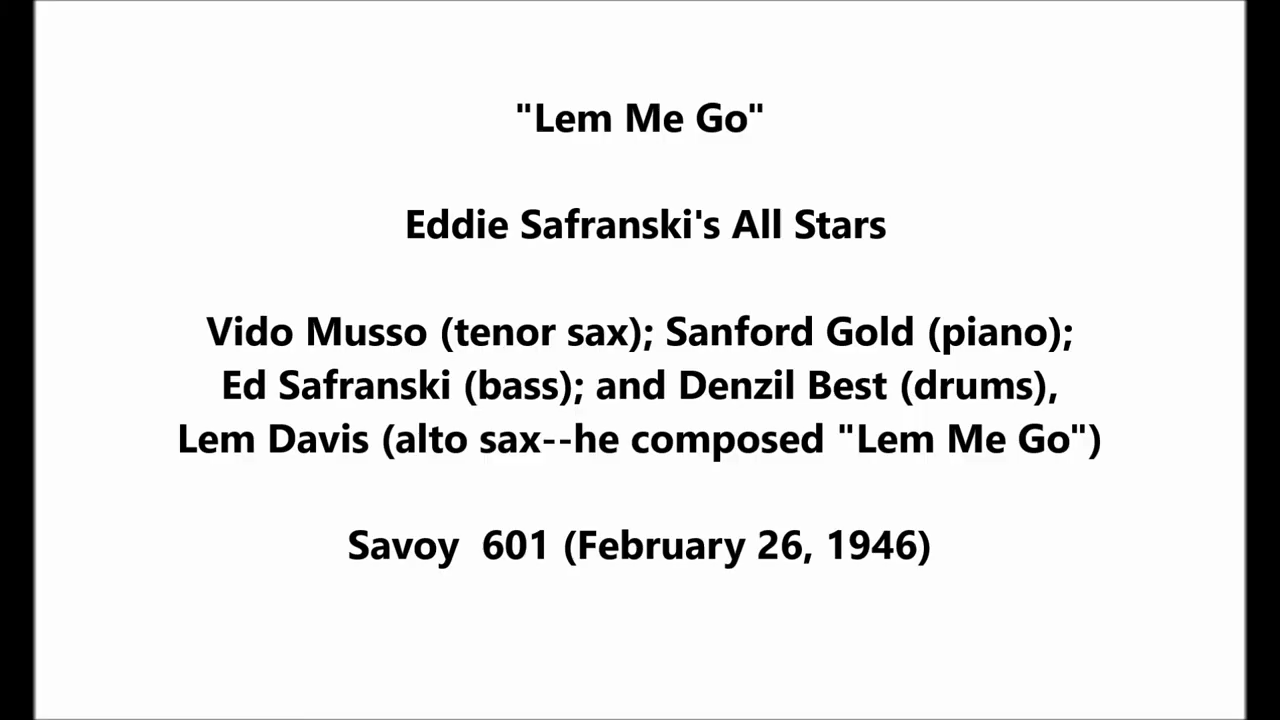 "Lem Me Go"
Eddie Safranski's All Stars
Vido Musso (tenor sax); Sanford Gold (piano);
Ed Safranski (bass); and Denzil Best (drums),
Lem Davis (alto sax--he composed "Lem Me Go")
Savoy  601 (February 26, 1946)